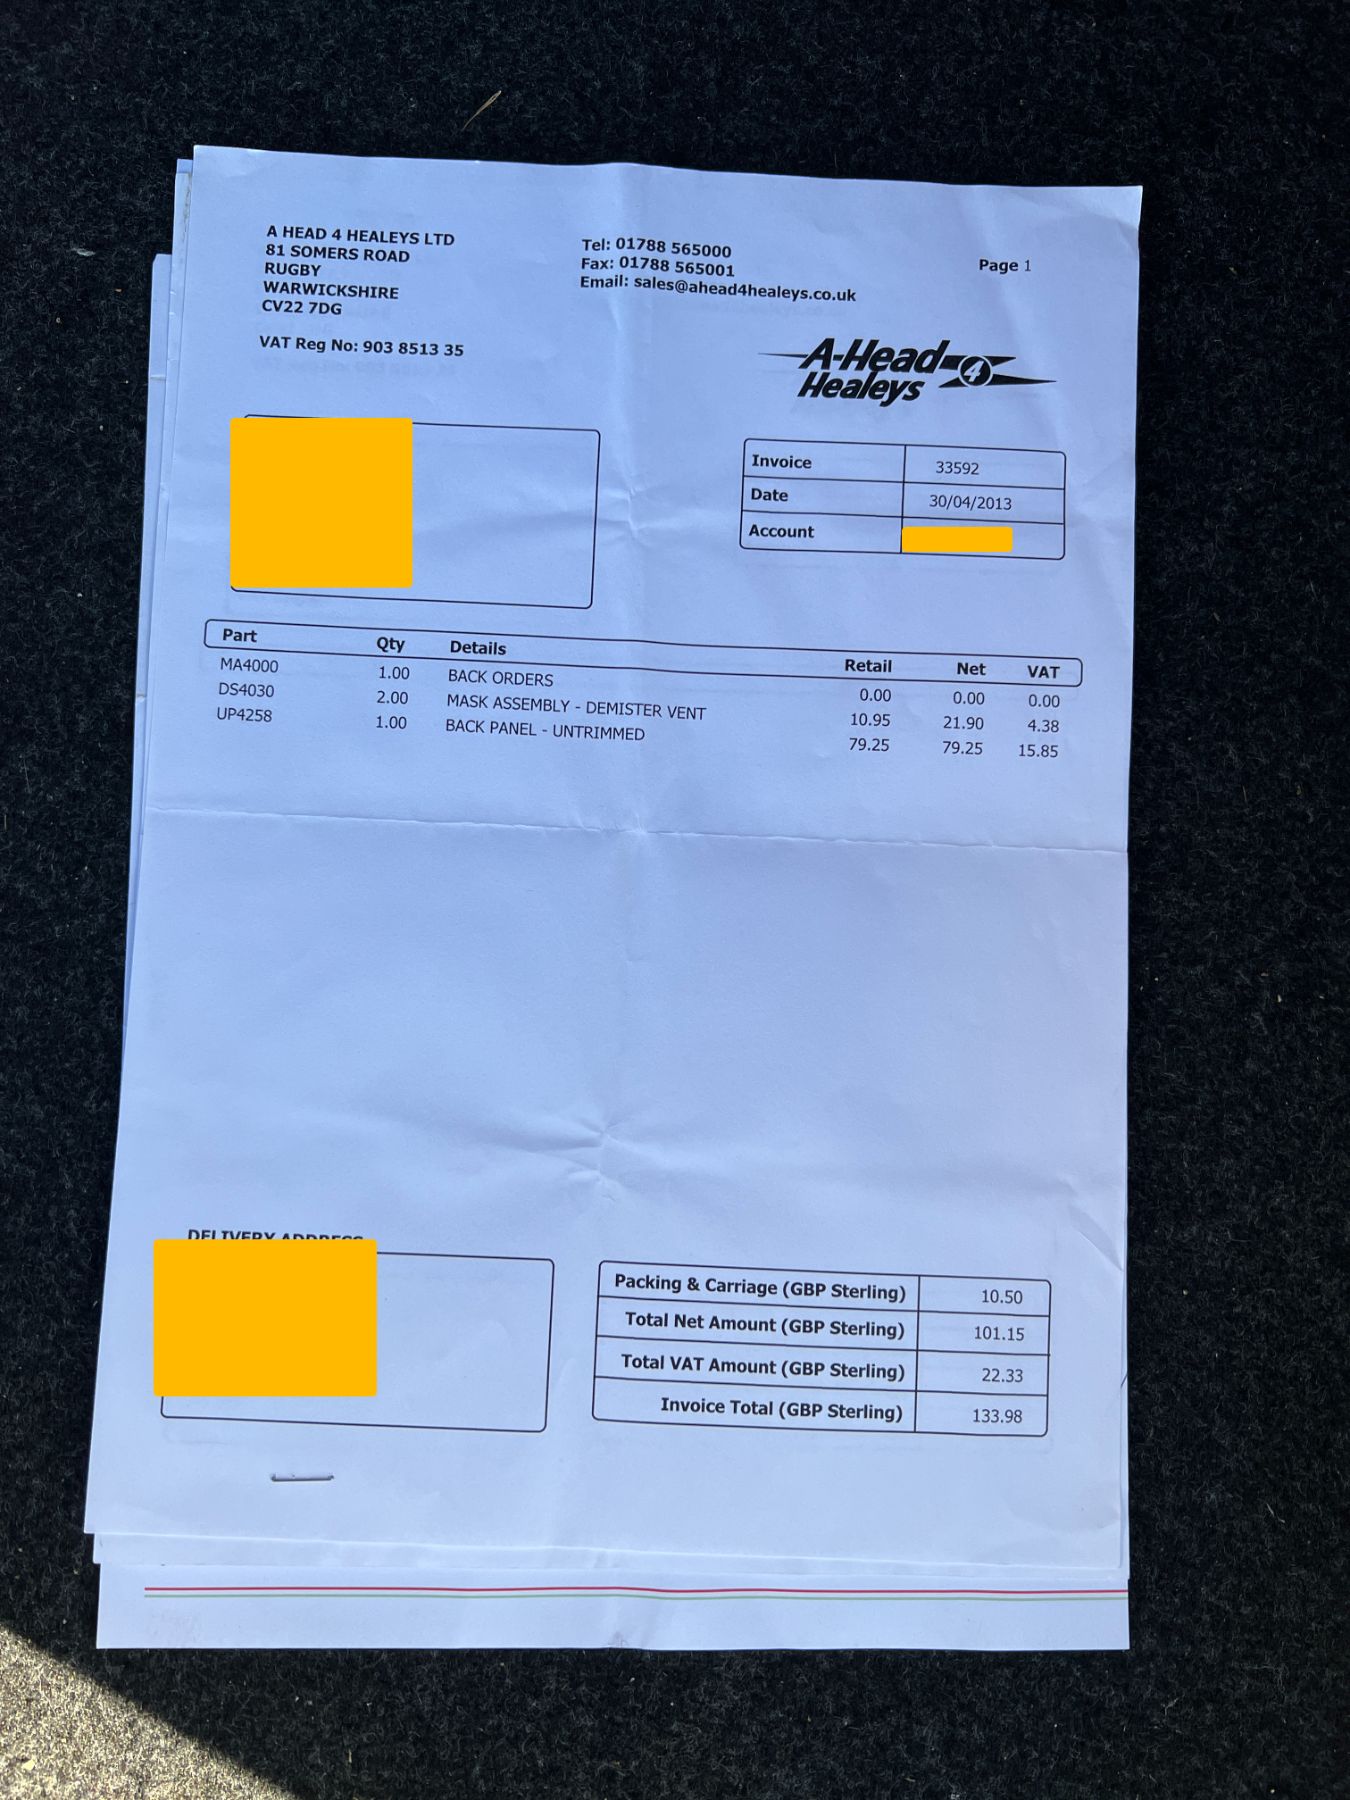 A HEAD 4 HEALEYS LTD
81 SOMERS ROAD
RUGBY
WARWICKSHIRE
CV22 7DG
VAT Reg No: 903 8513 35
Tel: 01788 565000
Fax: 01788 565001
Email: sales@ahead4healeys.co.uk
Page 1
A-Head 4
Healeys
Invoice 33592
Date 30/04/2013
Account
Part Qty Details Retail Net VAT
MA4000 1.00 BACK ORDERS 0.00 0.00 0.00
DS4030 2.00 MASK ASSEMBLY - DEMISTER VENT 10.95 21.90 4.38
UP4258 1.00 BACK PANEL - UNTRIMMED 79.25 79.25 15.85
DELIVERY ADDRESS
Packing & Carriage (GBP Sterling) 10.50
Total Net Amount (GBP Sterling) 101.15
Total VAT Amount (GBP Sterling) 22.33
Invoice Total (GBP Sterling) 133.98